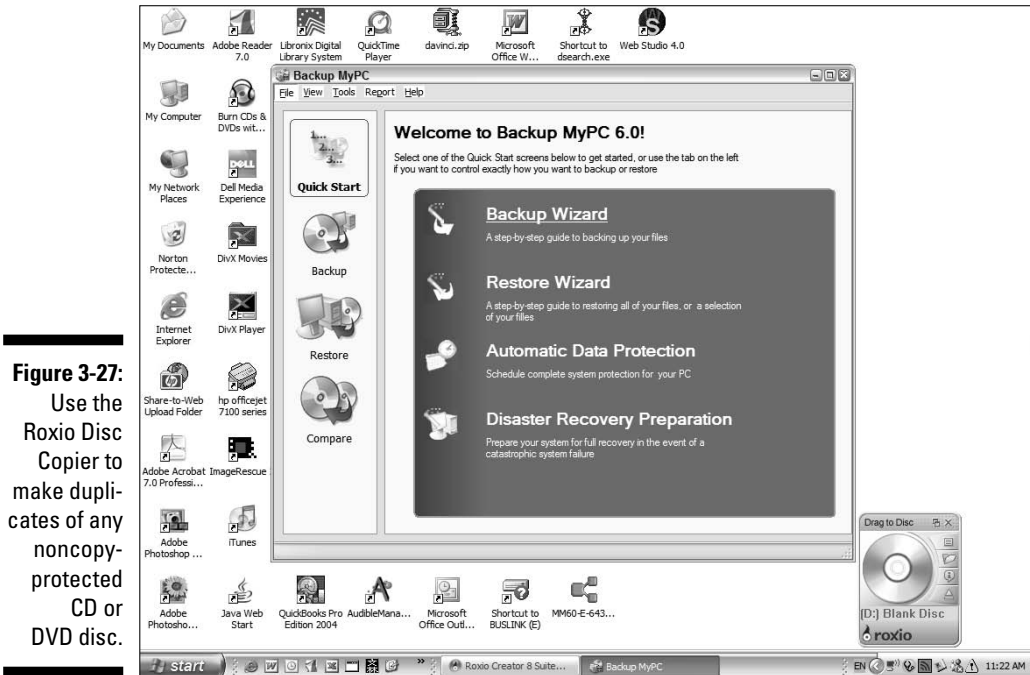 My Documents
Adobe Reader
7.0
Libronix Digital
Library System
QuickTime
Player
davinci.zip
Microsoft
Office W...
Shortcut to
dsearch.exe
Web Studio 4.0
My Computer
Burn CDs &
DVDs wit...
My Network
Places
DELL
Dell Media
Experience
Norton
Protecte...
DivX Movies
Internet
Explorer
DivX Player
Share-to-Web
Upload Folder
hp officejet
7100 series
Adobe Acrobat
7.0 Professi...
ImageRescue
Adobe
Photoshop ...
iTunes
Adobe
Photosho...
Java Web
Start
QuickBooks Pro
Edition 2004
AudibleMana...
Microsoft
Office Outl...
Shortcut to
BUSLINK (E)
MM60-E-643...
Backup MyPC
File View Tools Report Help
1...
2...
3...
Quick Start
Backup
Restore
Compare
Welcome to Backup MyPC 6.0!
Select one of the Quick Start screens below to get started, or use the tab on the left
if you want to control exactly how you want to backup or restore
Backup Wizard
A step-by-step guide to backing up your files
Restore Wizard
A step-by-step guide to restoring all of your files, or a selection
of your filles
Automatic Data Protection
Schedule complete system protection for your PC
Disaster Recovery Preparation
Prepare your system for full recovery in the event of a
catastrophic system failure
Drag to Disc
(D:) Blank Disc
roxio
start
Roxio Creator 8 Suite...
Backup MyPC
EN
11:22 AM
Figure 3-27:
Use the
Roxio Disc
Copier to
make dupli-
cates of any
noncopy-
protected
CD or
DVD disc.